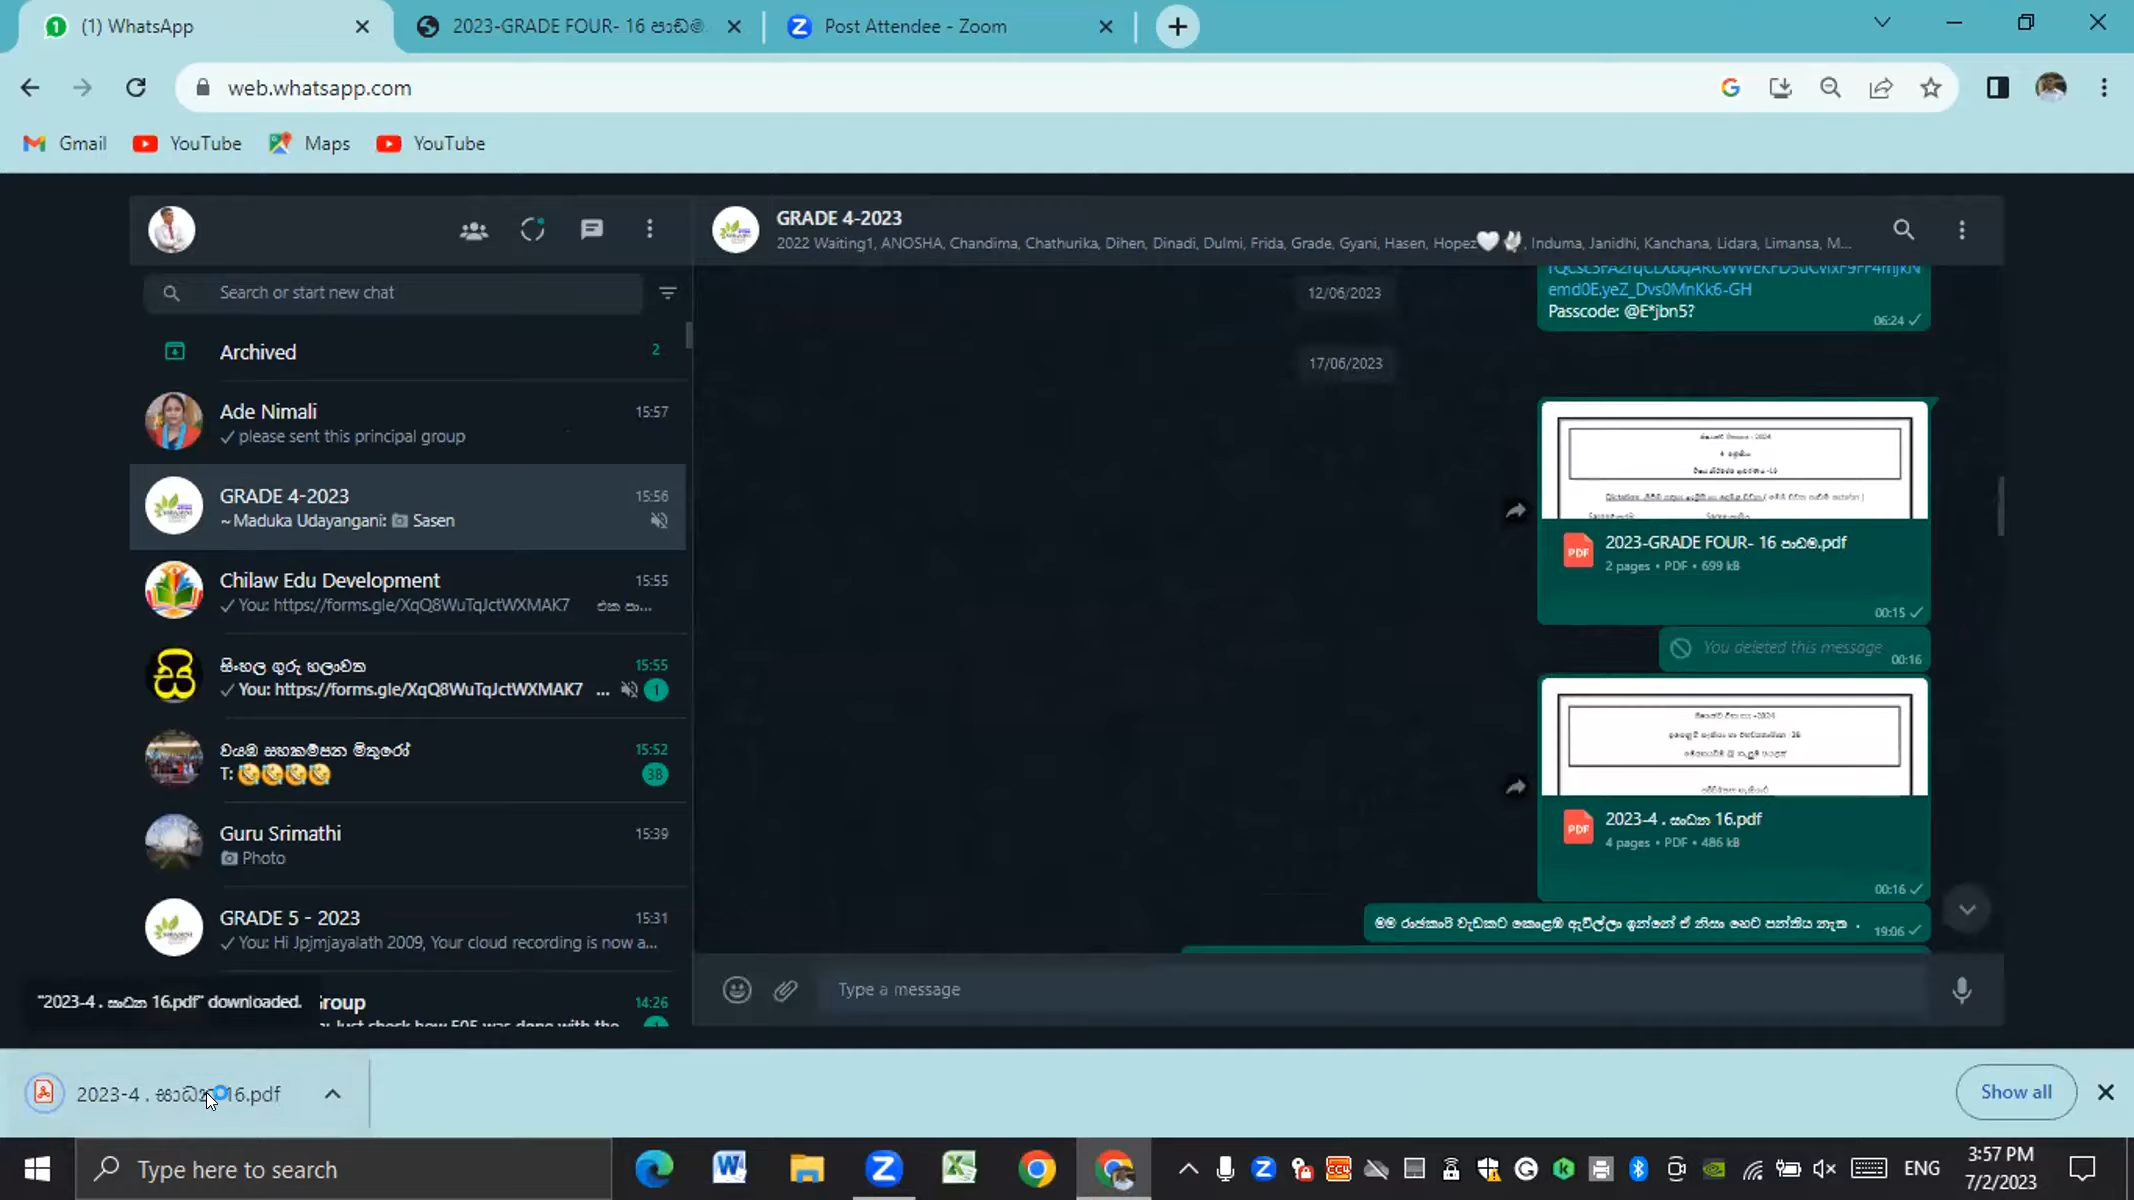 (1) WhatsApp
2023-GRADE FOUR- 16 පාඩම
Post Attendee - Zoom
web.whatsapp.com
Gmail
YouTube
Maps
YouTube
Search or start new chat
Archived
2
Ade Nimali
15:57
please sent this principal group
GRADE 4-2023
15:56
~ Maduka Udayangani: Sasen
Chilaw Edu Development
15:55
You: https://forms.gle/XqQ8WuTqJctWXMAK7 එක පා...
සිංහල ගුරු හලාවත
15:55
You: https://forms.gle/XqQ8WuTqJctWXMAK7 ...
1
වයඹ සහකම්පන මිතුරෝ
15:52
T: 
38
Guru Srimathi
15:39
Photo
GRADE 5 - 2023
15:31
You: Hi Jpjmjayalath 2009, Your cloud recording is now a...
14:26
"2023-4 . සාධන 16.pdf" downloaded.
GRADE 4-2023
2022 Waiting1, ANOSHA, Chandima, Chathurika, Dihen, Dinadi, Dulmi, Frida, Grade, Gyani, Hasen, Hopez🤍🕊, Induma, Janidhi, Kanchana, Lidara, Limansa, M...
emd0E.yeZ_Dvs0MnKk6-GH
Passcode: @E*jbn5?
06:24
12/06/2023
17/06/2023
2023-GRADE FOUR- 16 පාඩම.pdf
2 pages • PDF • 699 kB
00:15
You deleted this message
00:16
2023-4 . සාධන 16.pdf
4 pages • PDF • 486 kB
00:16
මම රාජකාරි වැඩකට කොළඹ ඇවිල්ලා ඉන්නේ ඒ නිසා හෙට පන්තිය නැත .
19:06
Type a message
2023-4 . සාධන 16.pdf
Show all
Type here to search
ENG
3:57 PM
7/2/2023